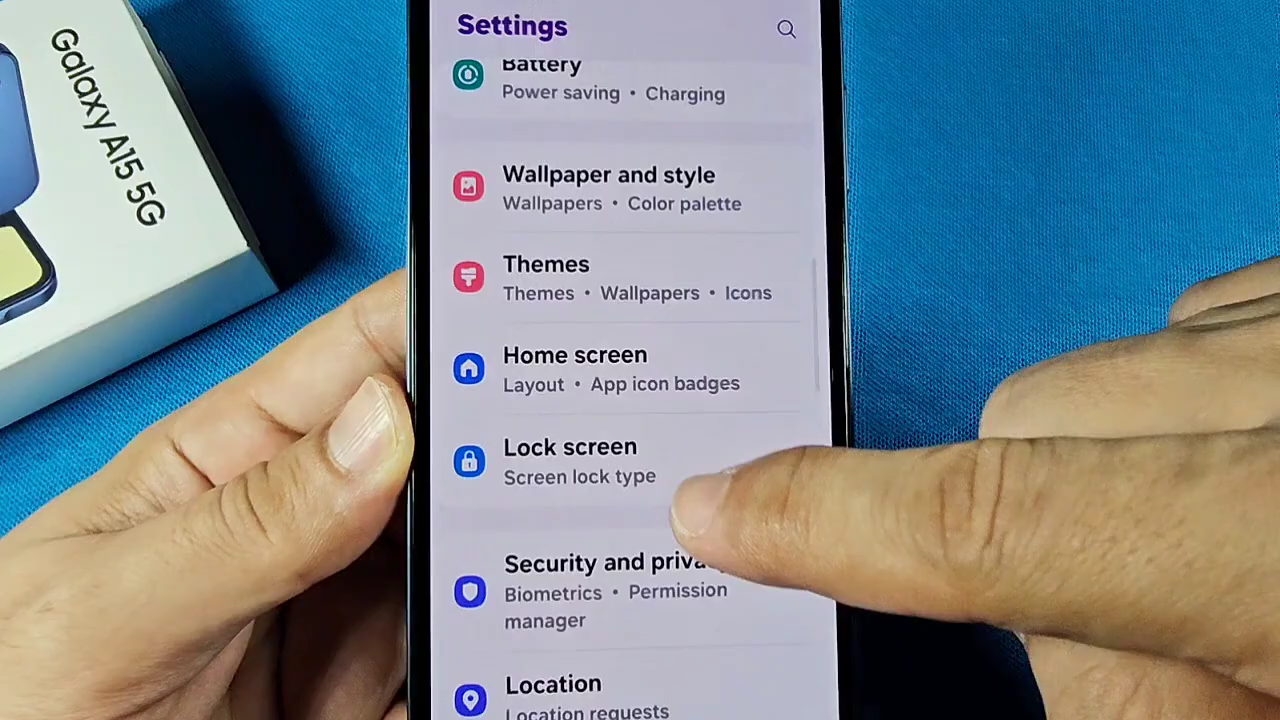 Galaxy A15 5G
Settings
Battery
Power saving • Charging
Wallpaper and style
Wallpapers • Color palette
Themes
Themes • Wallpapers • Icons
Home screen
Layout • App icon badges
Lock screen
Screen lock type
Security and priva
Biometrics • Permission
manager
Location
Location requests